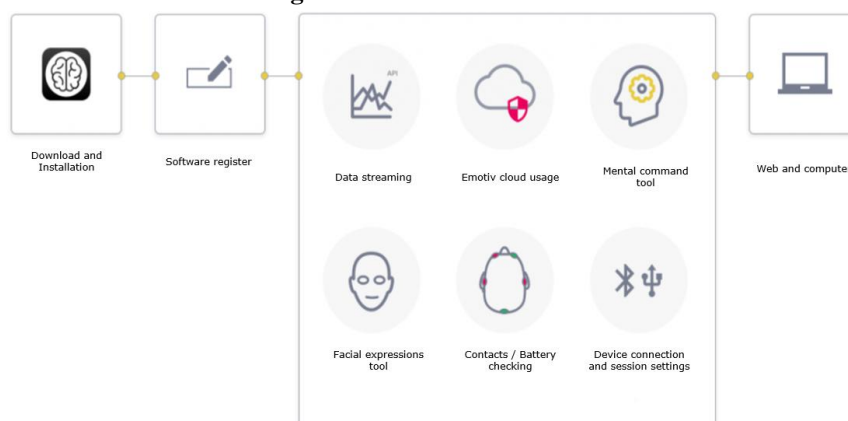 Download and
Installation
Software register
API
Data streaming
Emotiv cloud usage
Mental command
tool
Web and compute
Facial expressions
tool
Contacts / Battery
checking
Device connection
and session settings